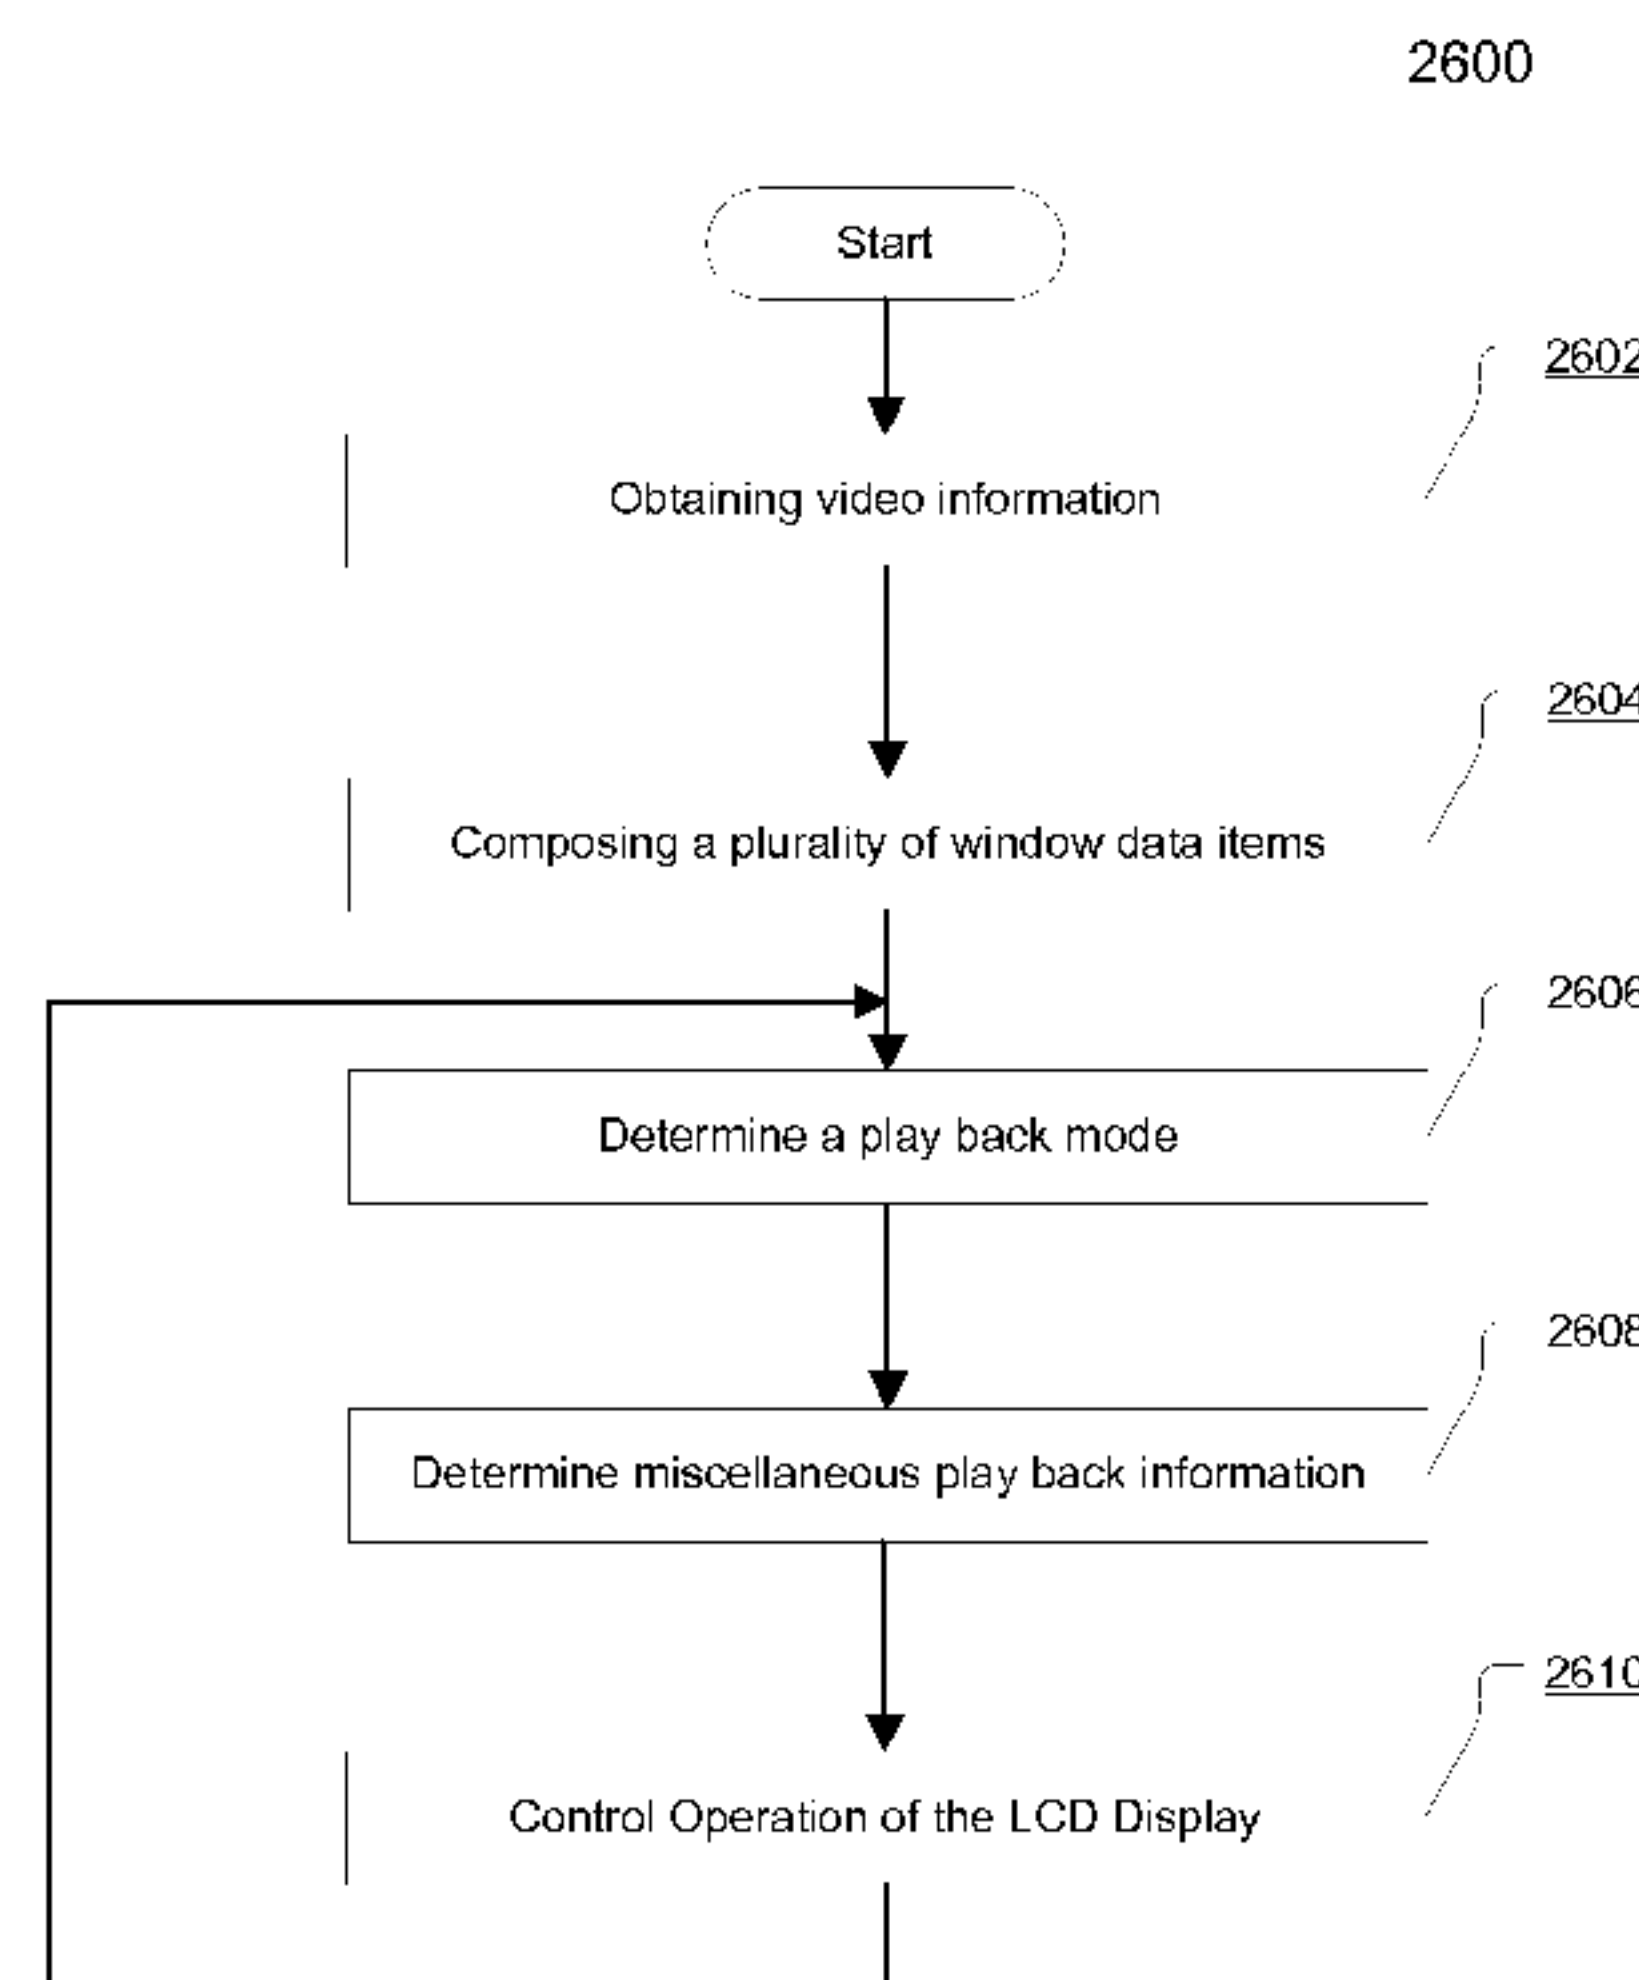 2600
Start
2602
Obtaining video information
2604
Composing a plurality of window data items
2606
Determine a play back mode
2608
Determine miscellaneous play back information
2610
Control Operation of the LCD Display